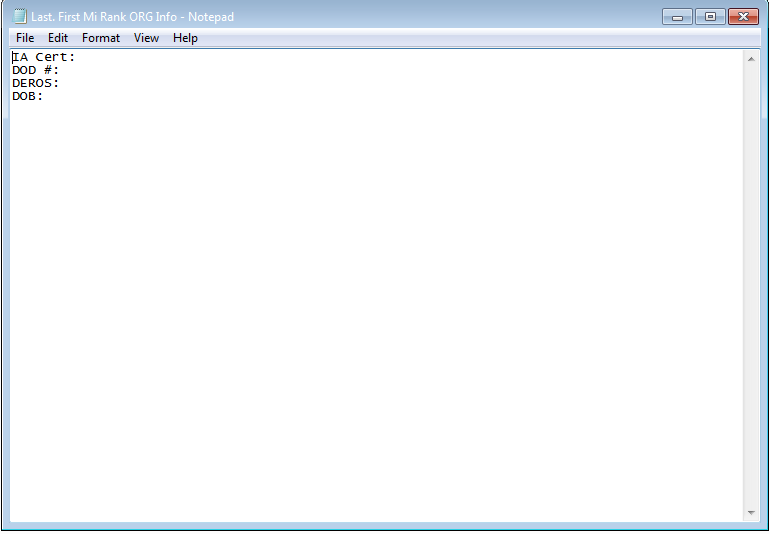 Last. First Mi Rank ORG Info - Notepad
File Edit Format View Help
IA Cert:
DOD #:
DEROS:
DOB: